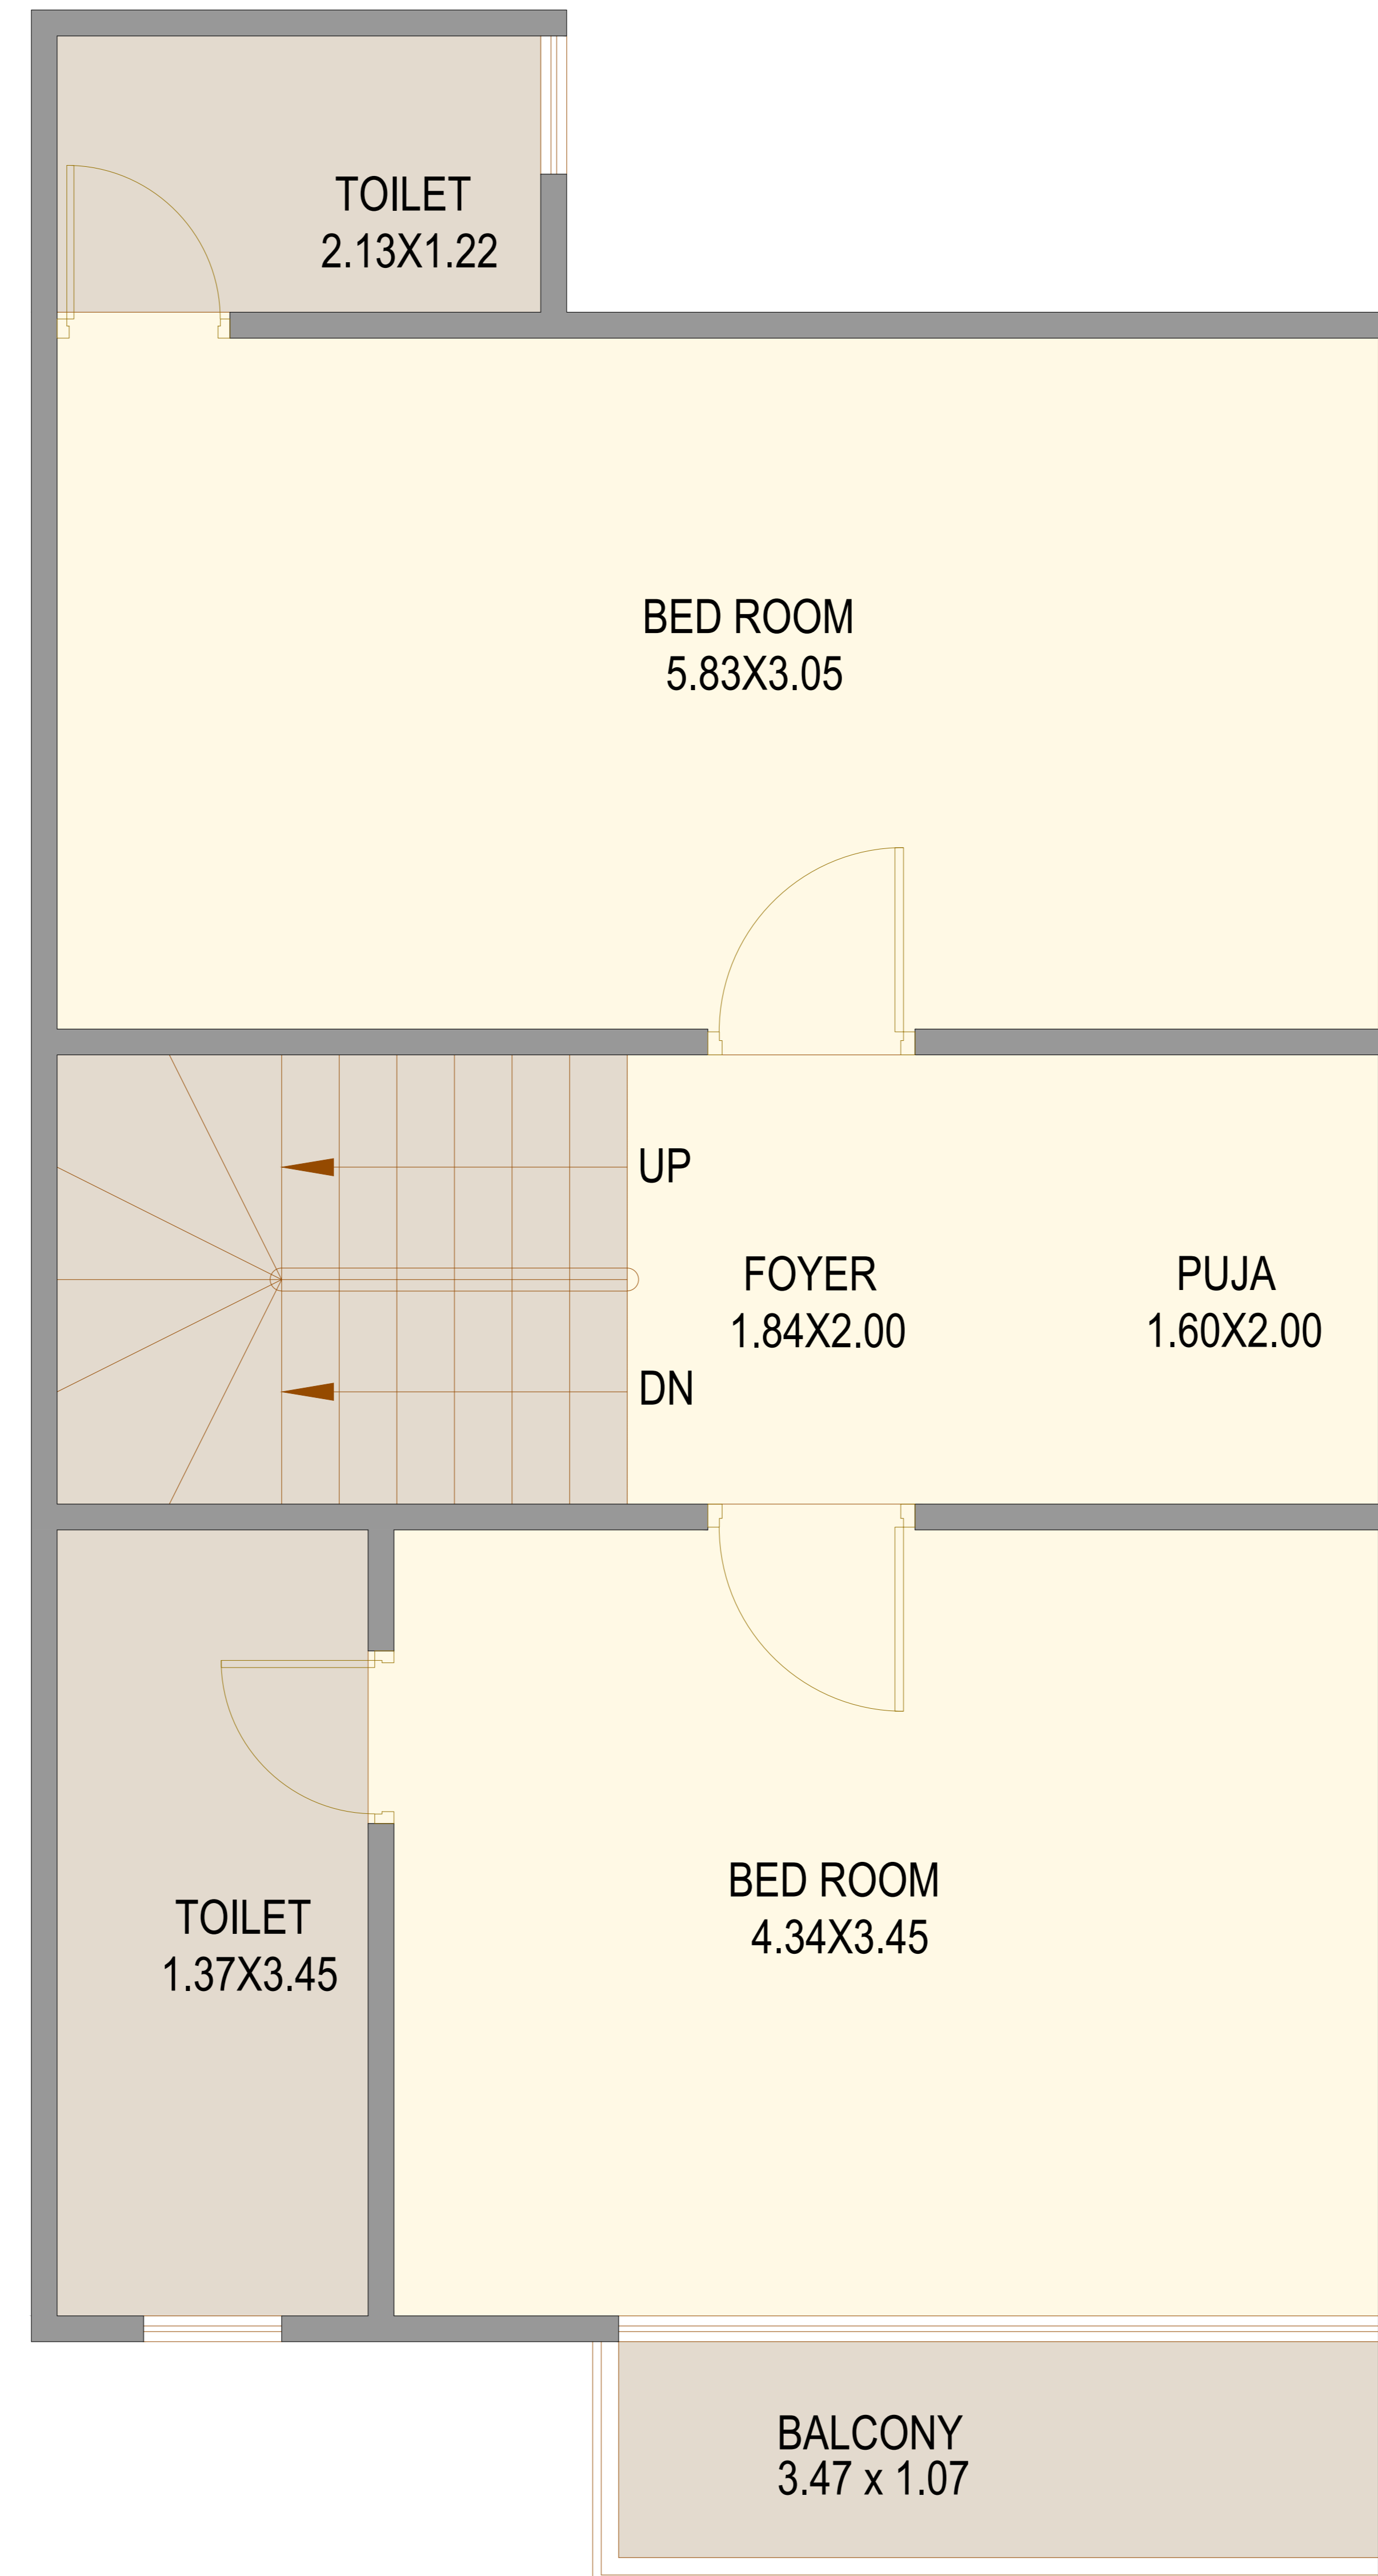 TOILET
2.13X1.22
BED ROOM
5.83X3.05
UP
FOYER
1.84X2.00
PUJA
1.60X2.00
DN
BED ROOM
4.34X3.45
TOILET
1.37X3.45
BALCONY
3.47 x 1.07